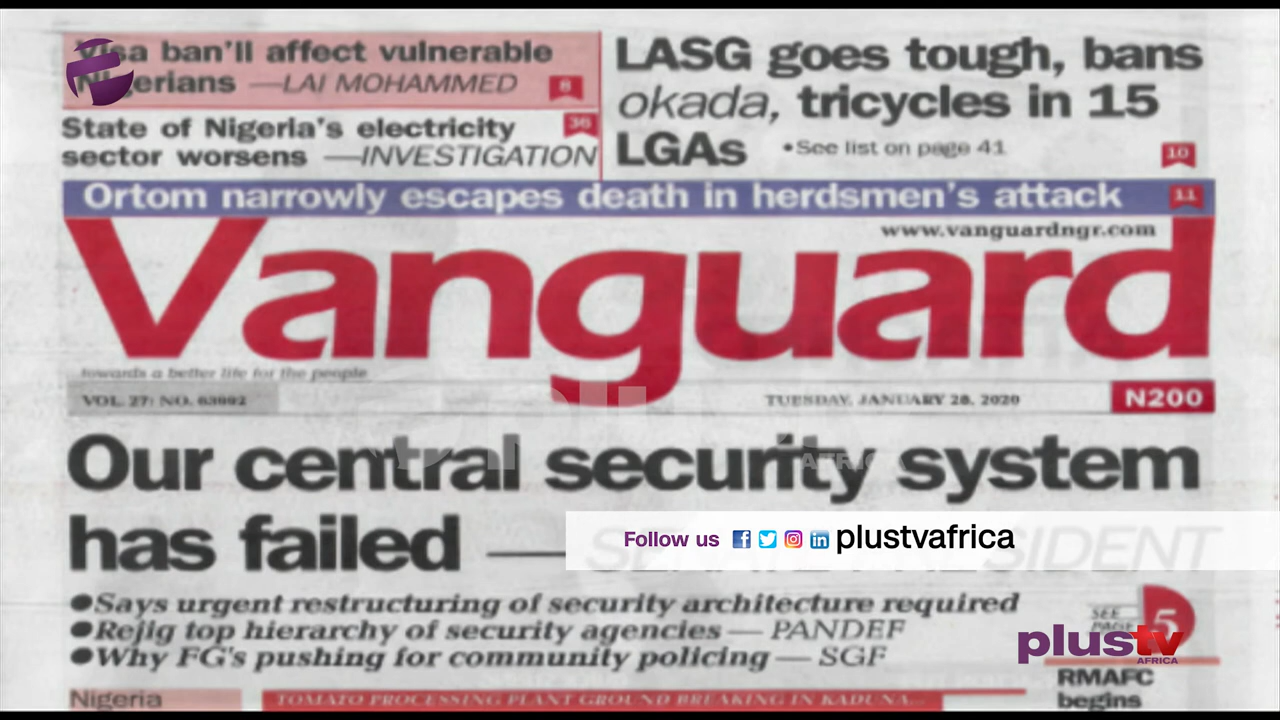 Visa ban'll affect vulnerable
Nigerians —LAI MOHAMMED 8
State of Nigeria's electricity 36
sector worsens —INVESTIGATION
LASG goes tough, bans
okada, tricycles in 15
LGAs •See list on page 41 10
Ortom narrowly escapes death in herdsmen's attack 11
www.vanguardngr.com
Vanguard
towards a better life for the people
VOL. 27: NO. TUESDAY, JANUARY 28, 2020 N200
Our central security system
has failed — SENATE PRESIDENT
Follow us plustvafrica
●Says urgent restructuring of security architecture required
●Rejig top hierarchy of security agencies — PANDEF
●Why FG's pushing for community policing — SGF
SEE
PAGE 5
plustv
AFRICA
RMAFC
begins
Nigeria
TOMATO PROCESSING PLANT GROUND BREAKING IN KADUNA...